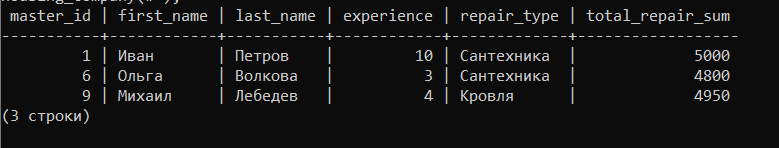 housing_company(# );
master_id | first_name | last_name | experience | repair_type | total_repair_sum
-----------+------------+-----------+------------+-------------+------------------
1 | Иван | Петров | 10 | Сантехника | 5000
6 | Ольга | Волкова | 3 | Сантехника | 4800
9 | Михаил | Лебедев | 4 | Кровля | 4950
(3 строки)